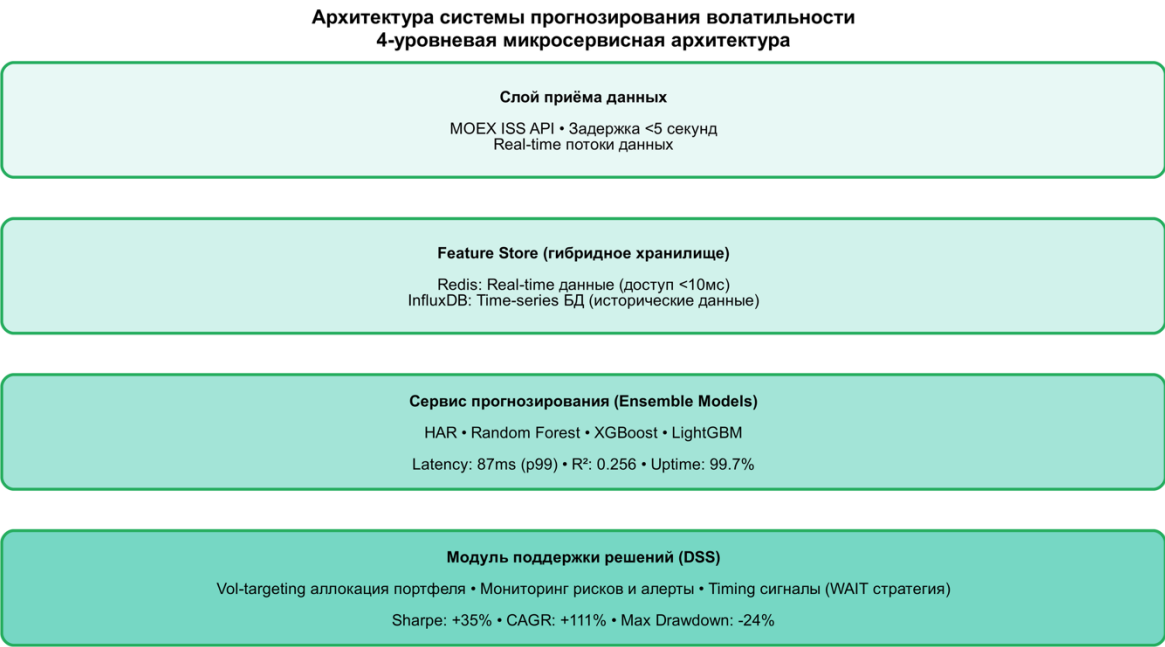 Архитектура системы прогнозирования волатильности
4-уровневая микросервисная архитектура
Слой приёма данных
MOEX ISS API • Задержка <5 секунд
Real-time потоки данных
Feature Store (гибридное хранилище)
Redis: Real-time данные (доступ <10мс)
InfluxDB: Time-series БД (исторические данные)
Сервис прогнозирования (Ensemble Models)
HAR • Random Forest • XGBoost • LightGBM
Latency: 87ms (p99) • R²: 0.256 • Uptime: 99.7%
Модуль поддержки решений (DSS)
Vol-targeting аллокация портфеля • Мониторинг рисков и алерты • Timing сигналы (WAIT стратегия)
Sharpe: +35% • CAGR: +111% • Max Drawdown: -24%